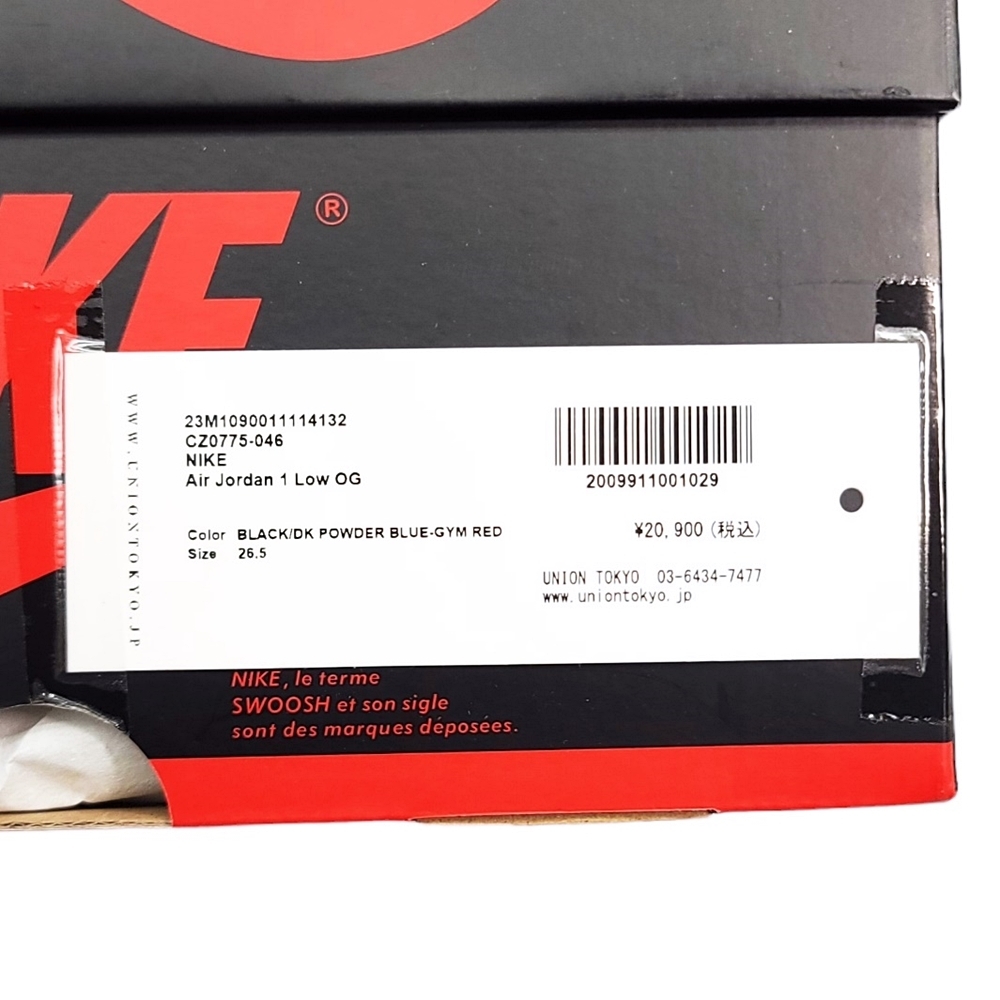 KE®
WWW.UNIONTOKYO.JP
23M1090011114132
CZ0775-046
NIKE
Air Jordan 1 Low OG
Color BLACK/DK POWDER BLUE-GYM RED
Size 26.5
2009911001029
¥20,900 (税込)
UNION TOKYO 03-6434-7477
www.uniontokyo.jp
NIKE, le terme
SWOOSH et son sigle
sont des marques déposées.